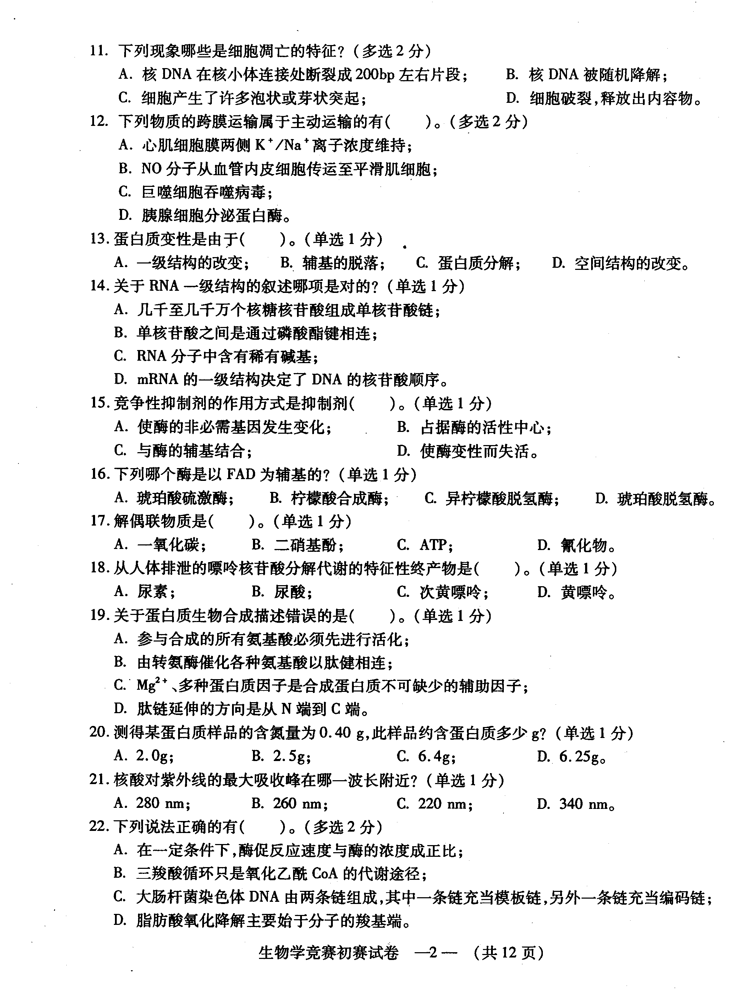 11. 下列现象哪些是细胞凋亡的特征?(多选2分)
A. 核 DNA 在核小体连接处断裂成200bp 左右片段; B. 核 DNA 被随机降解;
C. 细胞产生了许多泡状或芽状突起; D. 细胞破裂,释放出内容物。
12. 下列物质的跨膜运输属于主动运输的有( )。(多选2分)
A. 心肌细胞膜两侧 K⁺/Na⁺离子浓度维持;
B. NO 分子从血管内皮细胞传运至平滑肌细胞;
C. 巨噬细胞吞噬病毒;
D. 胰腺细胞分泌蛋白酶。
13. 蛋白质变性是由于( )。(单选1分)
A. 一级结构的改变; B. 辅基的脱落; C. 蛋白质分解; D. 空间结构的改变。
14. 关于 RNA 一级结构的叙述哪项是对的?(单选1分)
A. 几千至几千万个核糖核苷酸组成单核苷酸链;
B. 单核苷酸之间是通过磷酸酯键相连;
C. RNA 分子中含有稀有碱基;
D. mRNA 的一级结构决定了 DNA 的核苷酸顺序。
15. 竞争性抑制剂的作用方式是抑制剂( )。(单选1分)
A. 使酶的非必需基因发生变化; B. 占据酶的活性中心;
C. 与酶的辅基结合; D. 使酶变性而失活。
16. 下列哪个酶是以 FAD 为辅基的?(单选1分)
A. 琥珀酸硫激酶; B. 柠檬酸合成酶; C. 异柠檬酸脱氢酶; D. 琥珀酸脱氢酶。
17. 解偶联物质是( )。(单选1分)
A. 一氧化碳; B. 二硝基酚; C. ATP; D. 氰化物。
18. 从人体排泄的嘌呤核苷酸分解代谢的特征性终产物是( )。(单选1分)
A. 尿素; B. 尿酸; C. 次黄嘌呤; D. 黄嘌呤。
19. 关于蛋白质生物合成描述错误的是( )。(单选1分)
A. 参与合成的所有氨基酸必须先进行活化;
B. 由转氨酶催化各种氨基酸以肽健相连;
C. Mg²⁺、多种蛋白质因子是合成蛋白质不可缺少的辅助因子;
D. 肽链延伸的方向是从 N 端到 C 端。
20. 测得某蛋白质样品的含氮量为0.40 g,此样品约含蛋白质多少 g?(单选1分)
A. 2.0g; B. 2.5g; C. 6.4g; D. 6.25g。
21. 核酸对紫外线的最大吸收峰在哪一波长附近?(单选1分)
A. 280 nm; B. 260 nm; C. 220 nm; D. 340 nm。
22. 下列说法正确的有( )。(多选2分)
A. 在一定条件下,酶促反应速度与酶的浓度成正比;
B. 三羧酸循环只是氧化乙酰 CoA 的代谢途径;
C. 大肠杆菌染色体 DNA 由两条链组成,其中一条链充当模板链,另外一条链充当编码链;
D. 脂肪酸氧化降解主要始于分子的羧基端。
生物学竞赛初赛试卷 —2— (共12页)